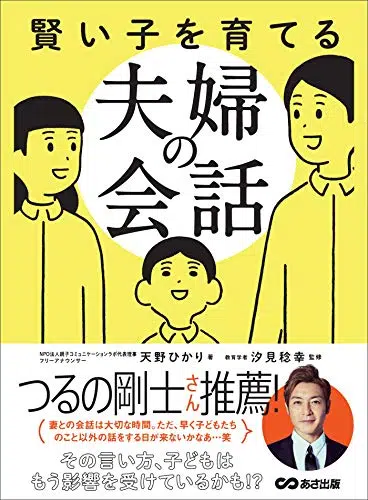 賢い子を育てる
夫婦
の
会話
NPO法人親子コミュニケーションラボ代表理事
フリーアナウンサー
天野ひかり 著
教育学者 汐見稔幸 監修
つるの剛士さん推薦!
妻との会話は大切な時間。ただ、早く子どもたち
のこと以外の話をする日が来ないかなあ…笑
その言い方、子どもは
もう影響を受けているかも!?
あさ出版